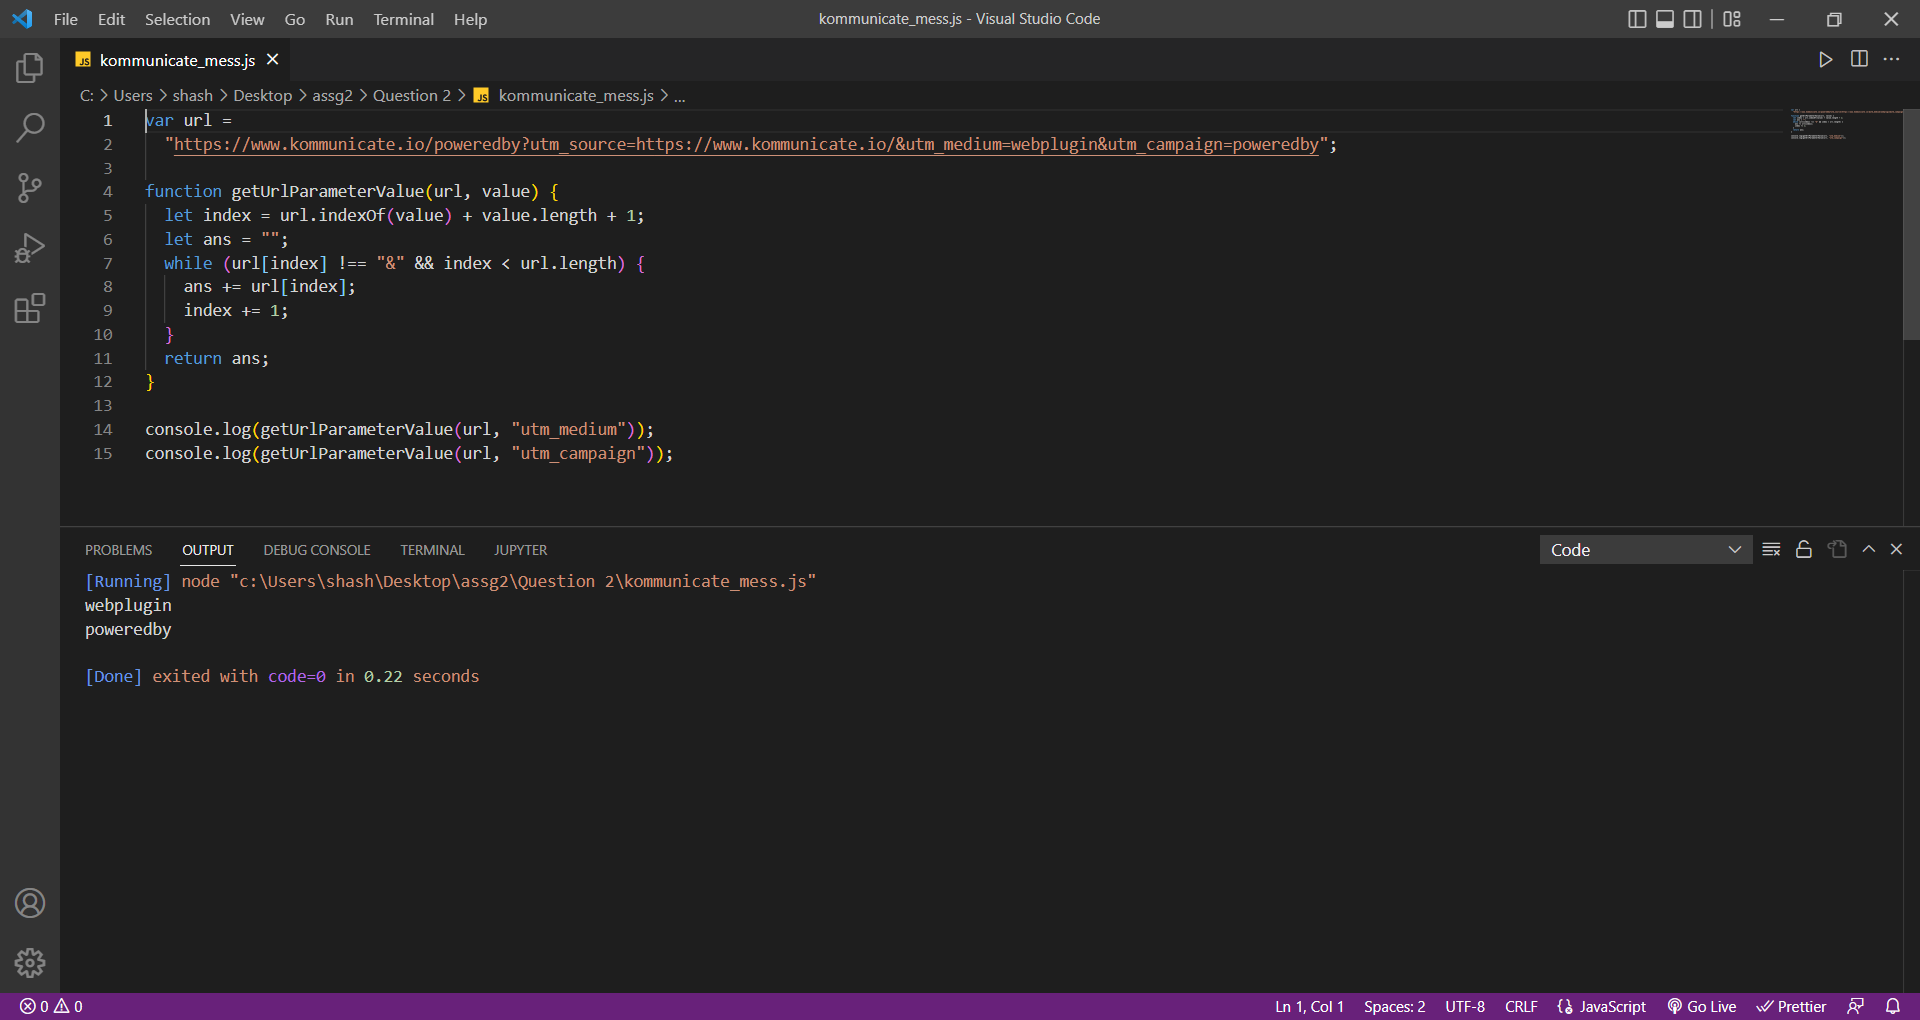 File Edit Selection View Go Run Terminal Help
kommunicate_mess.js - Visual Studio Code
JS kommunicate_mess.js
C: > Users > shash > Desktop > assg2 > Question 2 > JS kommunicate_mess.js > ...
1 var url =
2 "https://www.kommunicate.io/poweredby?utm_source=https://www.kommunicate.io/&utm_medium=webplugin&utm_campaign=poweredby";
3
4 function getUrlParameterValue(url, value) {
5 let index = url.indexOf(value) + value.length + 1;
6 let ans = "";
7 while (url[index] !== "&" && index < url.length) {
8 ans += url[index];
9 index += 1;
10 }
11 return ans;
12 }
13
14 console.log(getUrlParameterValue(url, "utm_medium"));
15 console.log(getUrlParameterValue(url, "utm_campaign"));
PROBLEMS OUTPUT DEBUG CONSOLE TERMINAL JUPYTER Code
[Running] node "c:\Users\shash\Desktop\assg2\Question 2\kommunicate_mess.js"
webplugin
poweredby
[Done] exited with code=0 in 0.22 seconds
0 0 Ln 1, Col 1 Spaces: 2 UTF-8 CRLF JavaScript Go Live Prettier